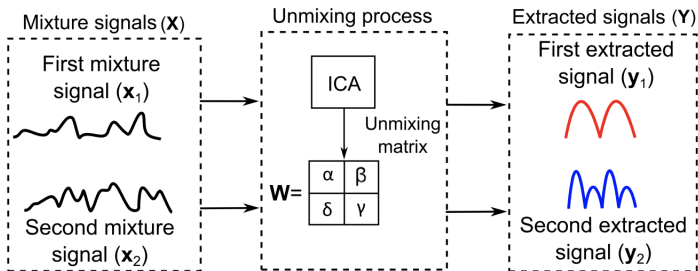 Mixture signals (X)
First mixture
signal (x1)
Second mixture
signal (x2)
Unmixing process
ICA
Unmixing
matrix
W=
α β
δ γ
Extracted signals (Y)
First extracted
signal (y1)
Second extracted
signal (y2)